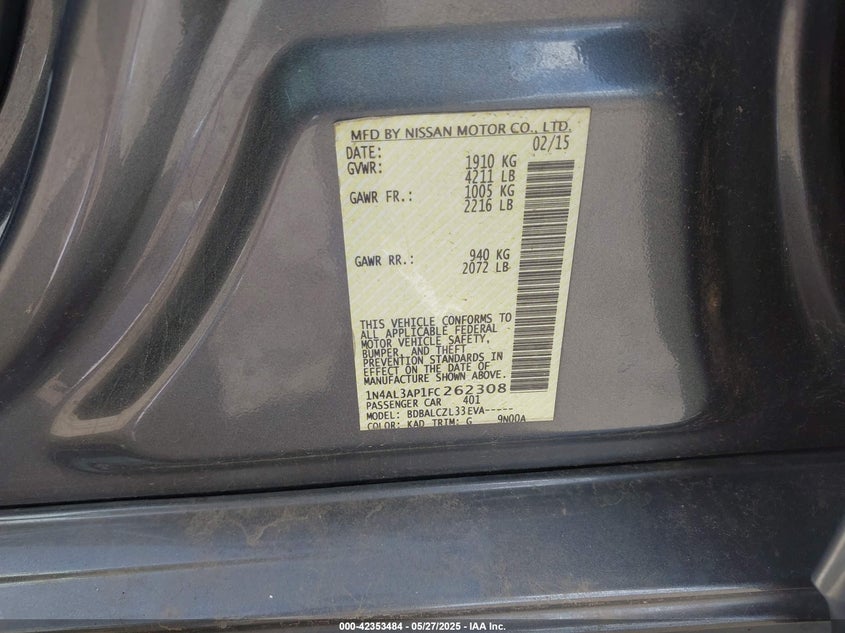 MFD BY NISSAN MOTOR CO., LTD.
DATE: 02/15
GVWR: 1910 KG
4211 LB
GAWR FR.: 1005 KG
2216 LB
GAWR RR.: 940 KG
2072 LB
THIS VEHICLE CONFORMS TO
ALL APPLICABLE FEDERAL
MOTOR VEHICLE SAFETY,
BUMPER, AND THEFT
PREVENTION STANDARDS IN
EFFECT ON THE DATE OF
MANUFACTURE SHOWN ABOVE.
1N4AL3AP1FC262308
PASSENGER CAR 401
MODEL: BDBALCZL33EVA-----
COLOR: KAD TRIM: G 9N00A
000-42353484 - 05/27/2025 - IAA Inc.